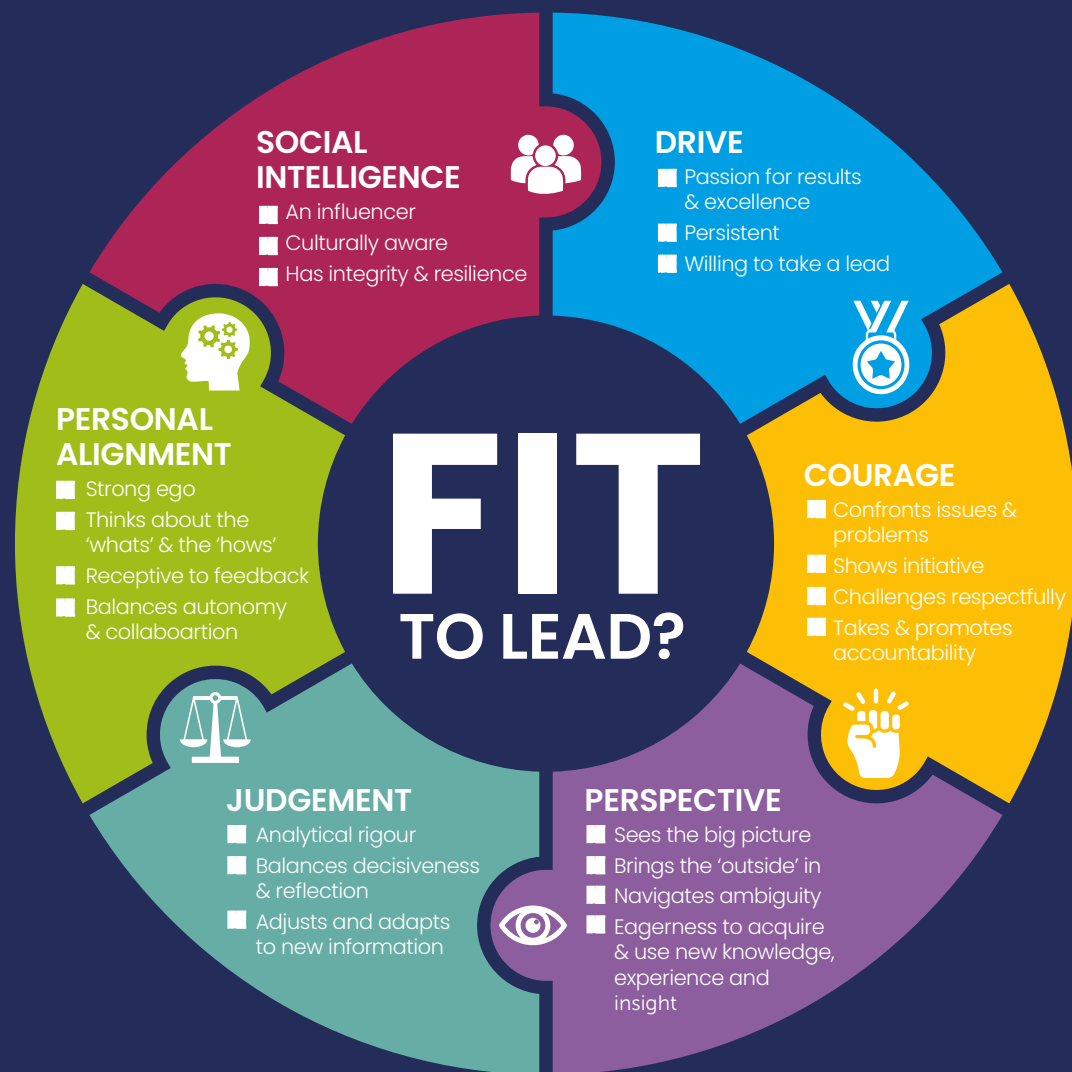 SOCIAL
INTELLIGENCE
An influencer
Culturally aware
Has integrity & resilience
DRIVE
Passion for results
& excellence
Persistent
Willing to take a lead
COURAGE
Confronts issues &
problems
Shows initiative
Challenges respectfully
Takes & promotes
accountability
PERSPECTIVE
Sees the big picture
Brings the ‘outside’ in
Navigates ambiguity
Eagerness to acquire
& use new knowledge,
experience and
insight
JUDGEMENT
Analytical rigour
Balances decisiveness
& reflection
Adjusts and adapts
to new information
PERSONAL
ALIGNMENT
Strong ego
Thinks about the
‘whats’ & the ‘hows’
Receptive to feedback
Balances autonomy
& collaboartion
FIT
TO LEAD?